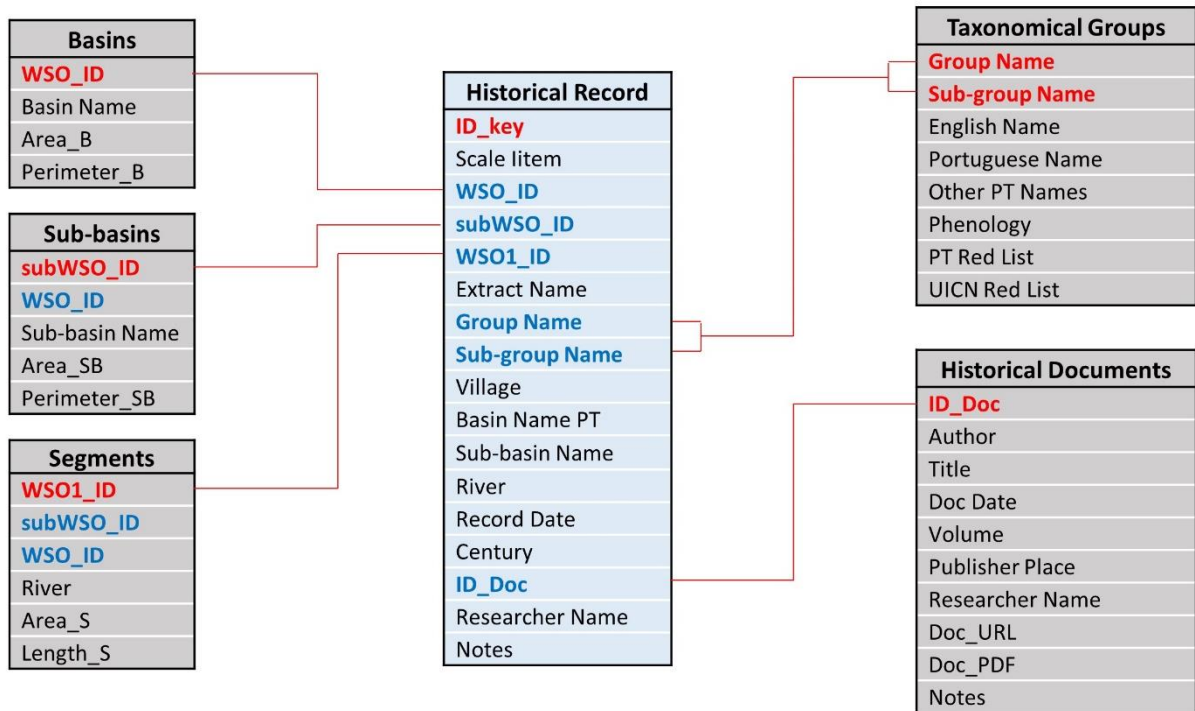 Basins
WSO_ID
Basin Name
Area_B
Perimeter_B
Sub-basins
subWSO_ID
WSO_ID
Sub-basin Name
Area_SB
Perimeter_SB
Segments
WSO1_ID
subWSO_ID
WSO_ID
River
Area_S
Length_S
Historical Record
ID_key
Scale Iitem
WSO_ID
subWSO_ID
WSO1_ID
Extract Name
Group Name
Sub-group Name
Village
Basin Name PT
Sub-basin Name
River
Record Date
Century
ID_Doc
Researcher Name
Notes
Taxonomical Groups
Group Name
Sub-group Name
English Name
Portuguese Name
Other PT Names
Phenology
PT Red List
UICN Red List
Historical Documents
ID_Doc
Author
Title
Doc Date
Volume
Publisher Place
Researcher Name
Doc_URL
Doc_PDF
Notes